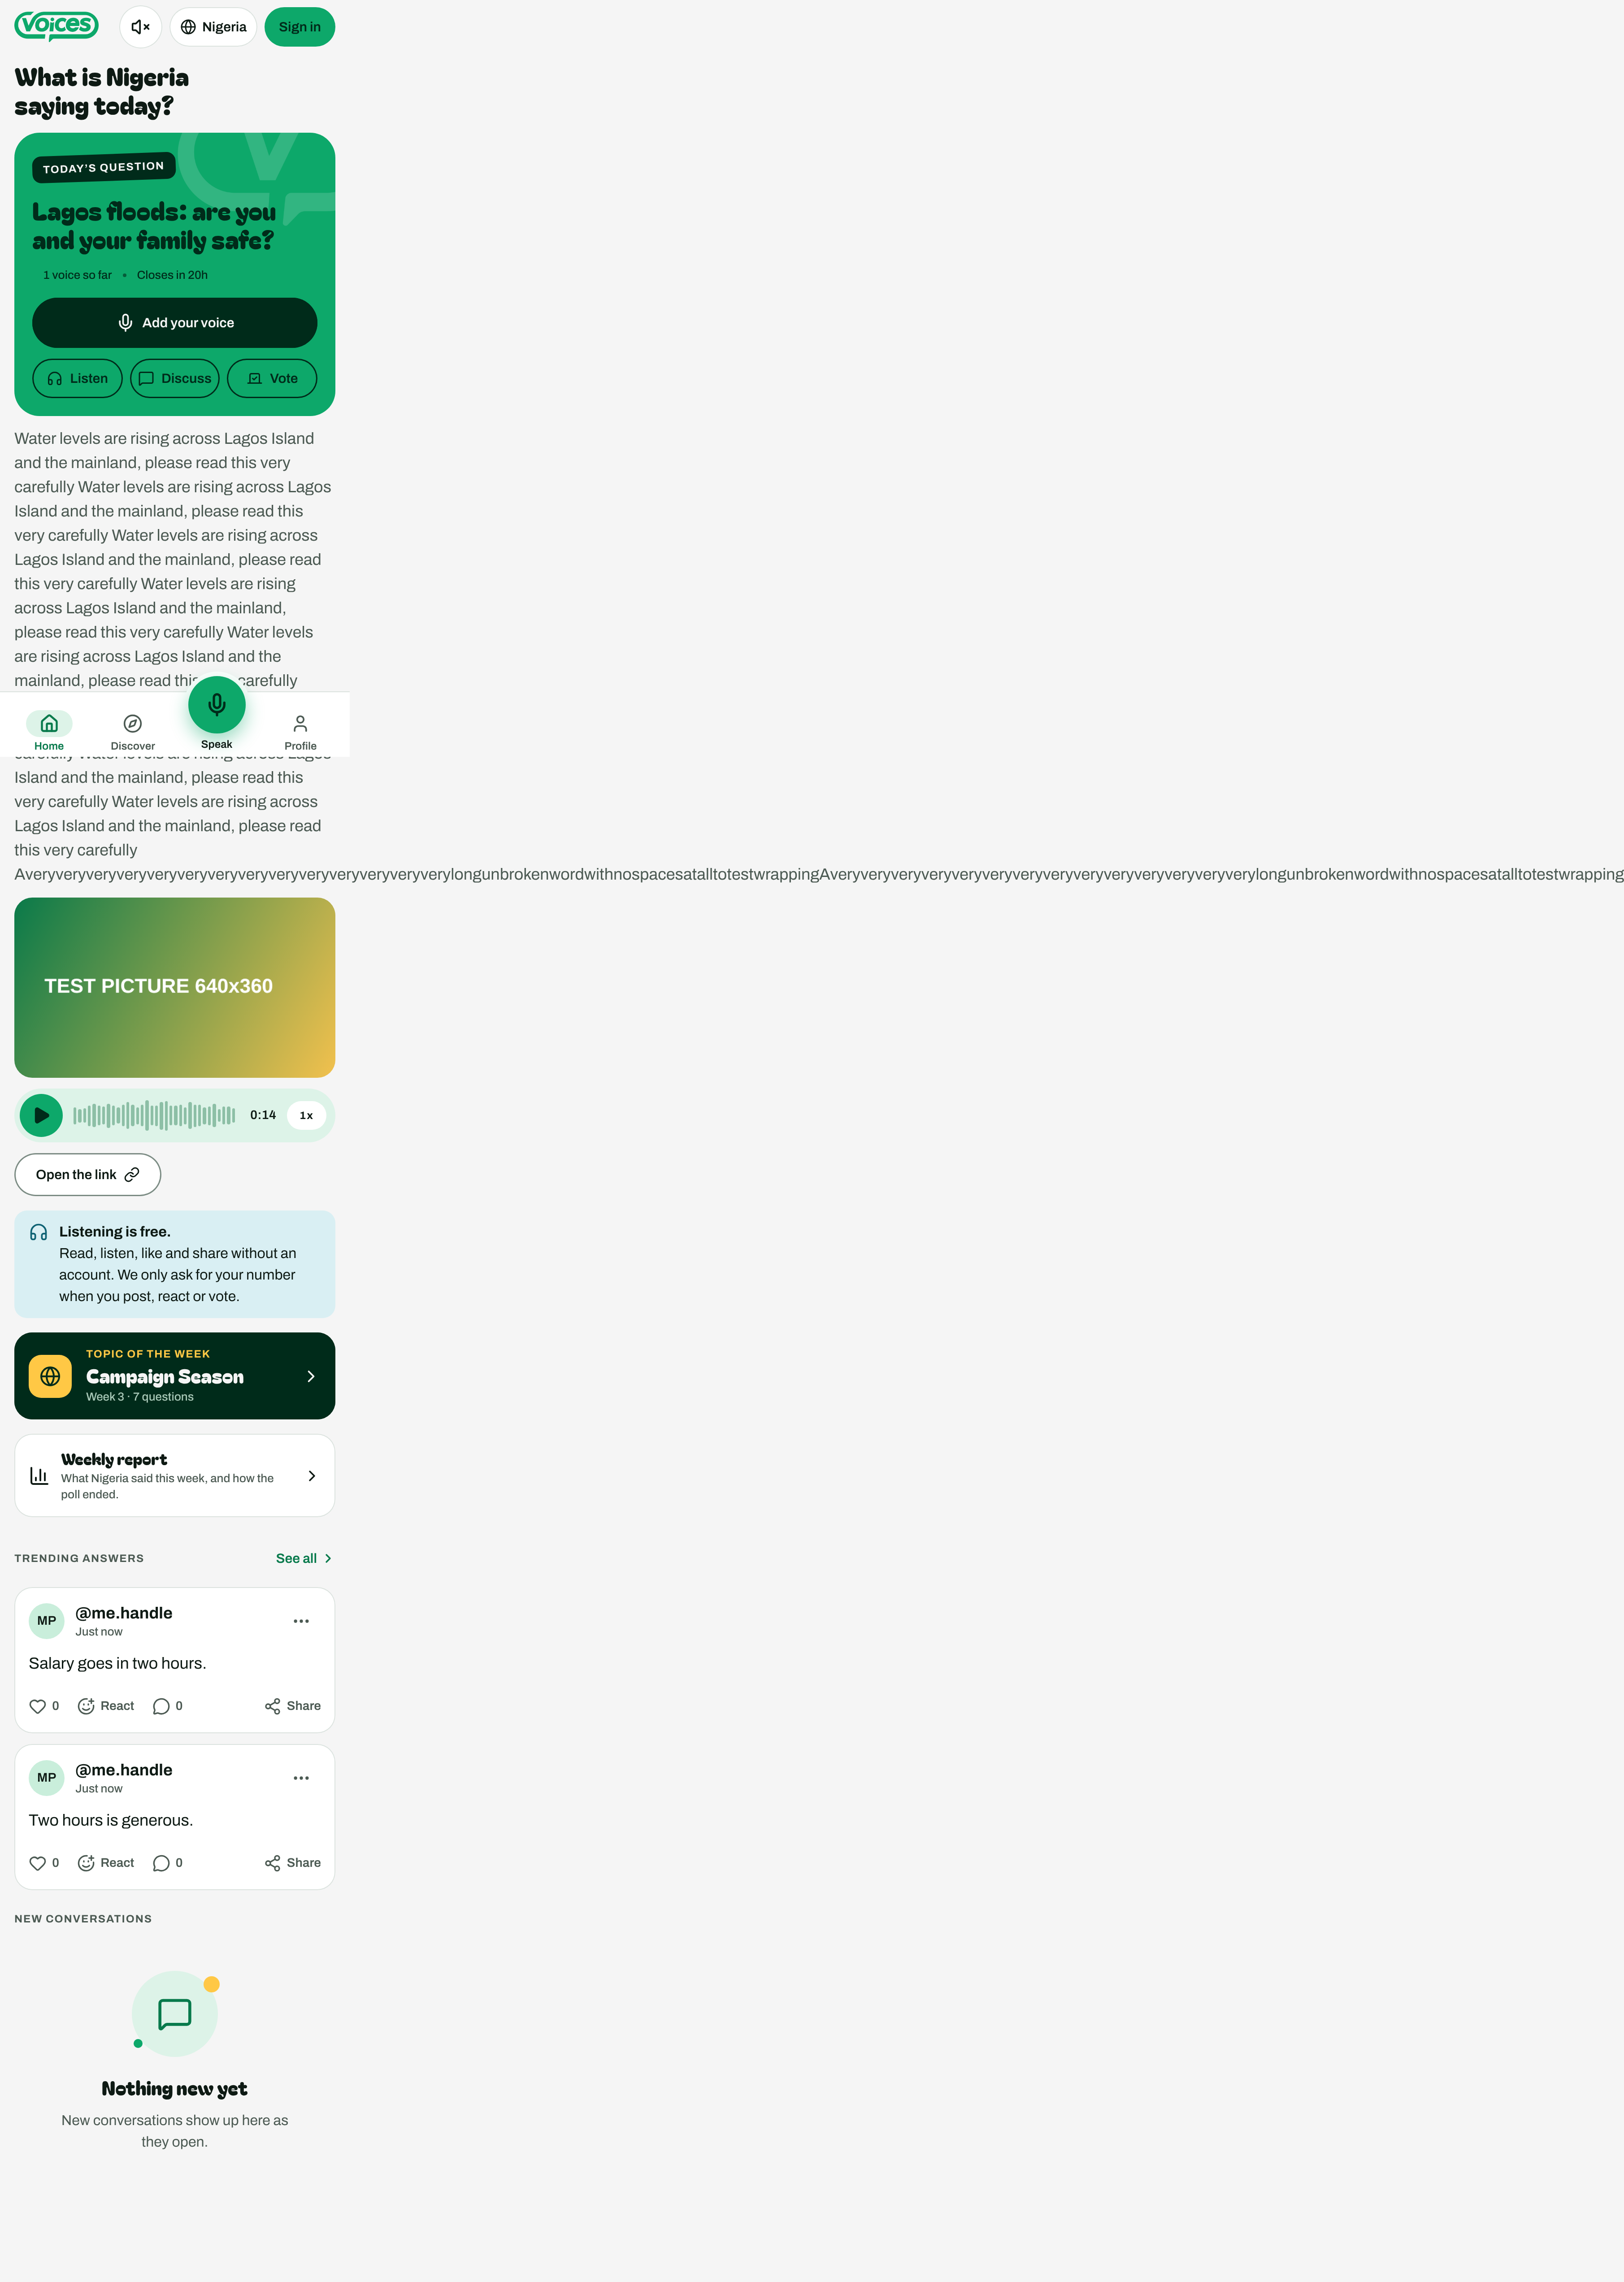 Voices
Nigeria
Sign in
What is Nigeria
saying today?
TODAY'S QUESTION
Lagos floods: are you
and your family safe?
1 voice so far • Closes in 20h
Add your voice
Listen
Discuss
Vote
Water levels are rising across Lagos Island
and the mainland, please read this very
carefully Water levels are rising across Lagos
Island and the mainland, please read this
very carefully Water levels are rising across
Lagos Island and the mainland, please read
this very carefully Water levels are rising
across Lagos Island and the mainland,
please read this very carefully Water levels
are rising across Lagos Island and the
mainland, please read this carefully
Home
Discover
Speak
Profile
carefully Water levels are rising across Lagos
Island and the mainland, please read this
very carefully Water levels are rising across
Lagos Island and the mainland, please read
this very carefully
AveryveryveryveryveryveryveryveryveryveryveryveryveryverylongunbrokenwordwithnospacesatalltotestwrappingAveryveryveryveryveryveryveryveryveryveryveryveryveryverylongunbrokenwordwithnospacesatalltotestwrapping
TEST PICTURE 640x360
0:14
1x
Open the link
Listening is free.
Read, listen, like and share without an
account. We only ask for your number
when you post, react or vote.
TOPIC OF THE WEEK
Campaign Season
Week 3 · 7 questions
Weekly report
What Nigeria said this week, and how the
poll ended.
TRENDING ANSWERS
See all
MP
@me.handle
Just now
Salary goes in two hours.
0
React
0
Share
MP
@me.handle
Just now
Two hours is generous.
0
React
0
Share
NEW CONVERSATIONS
Nothing new yet
New conversations show up here as
they open.